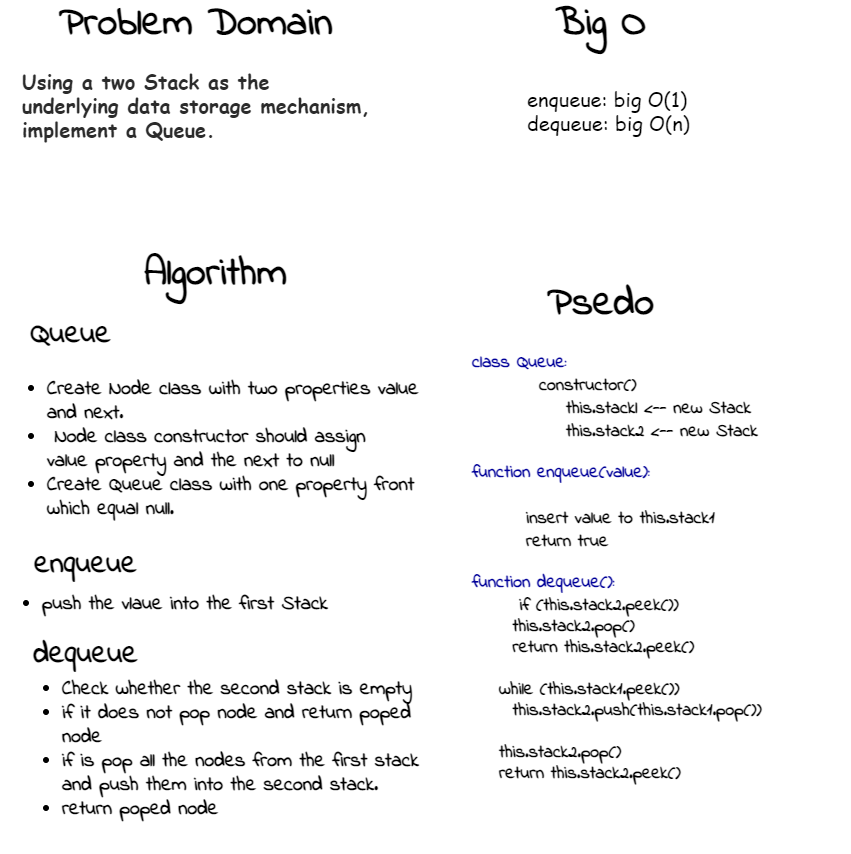 Problem Domain
Using a two Stack as the
underlying data storage mechanism,
implement a Queue.
Big O
enqueue: big O(1)
dequeue: big O(n)
Algorithm
Queue
• Create Node class with two properties value
and next.
• Node class constructor should assign
value property and the next to null
• Create Queue class with one property front
which equal null.
enqueue
• push the vlaue into the first Stack
dequeue
• Check whether the second stack is empty
• if it does not pop node and return poped
node
• if is pop all the nodes from the first stack
and push them into the second stack.
• return poped node
Psedo
class Queue:
constructor()
this.stack1 <-- new Stack
this.stack2 <-- new Stack
function enqueue(value):
insert value to this.stack1
return true
function dequeue():
if (this.stack2.peek())
this.stack2.pop()
return this.stack2.peek()
while (this.stack1.peek())
this.stack2.push(this.stack1.pop())
this.stack2.pop()
return this.stack2.peek()